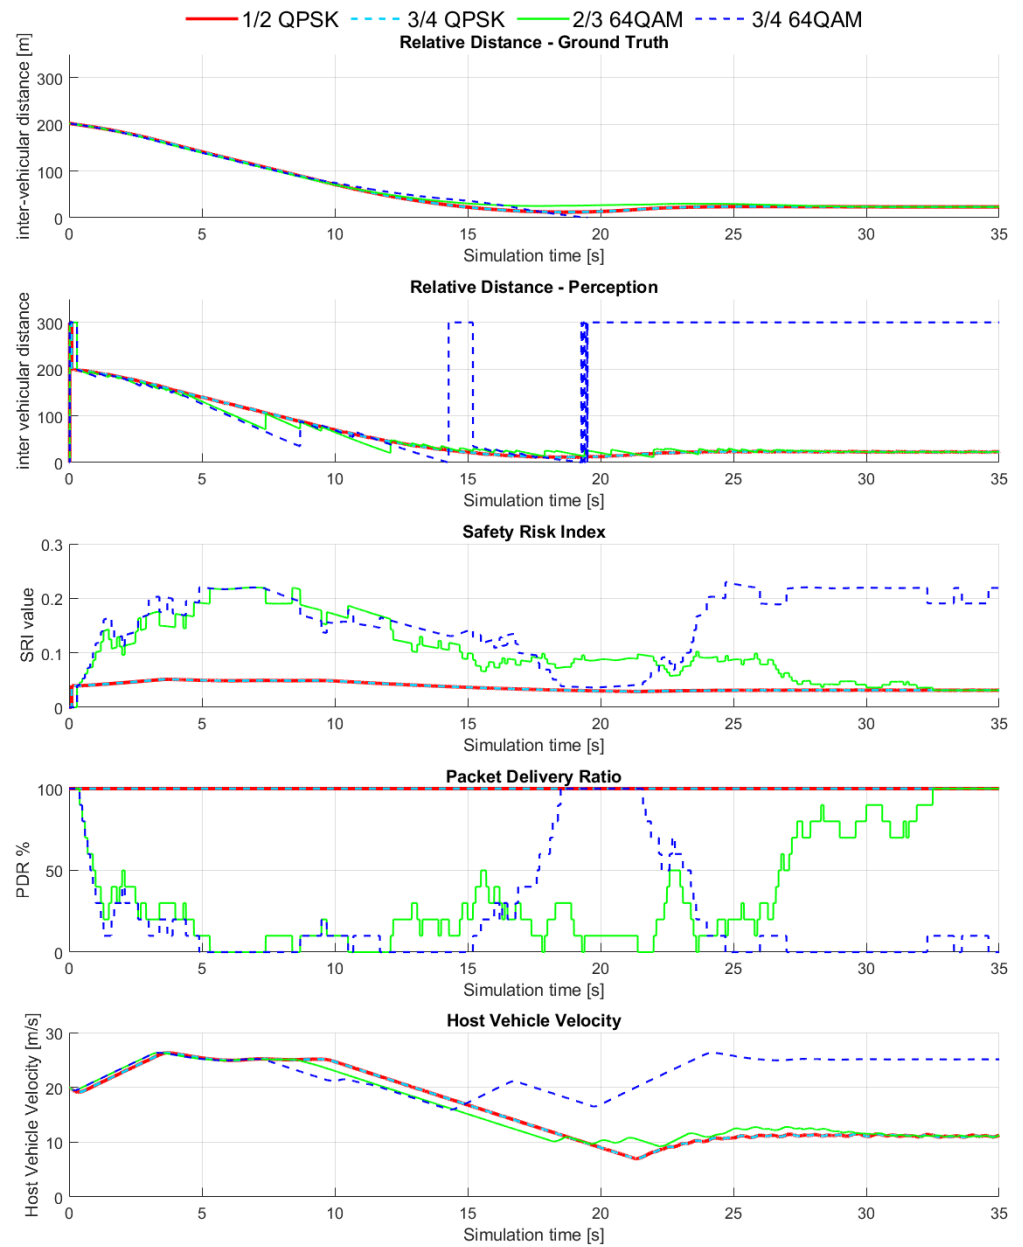 1/2 QPSK 3/4 QPSK 2/3 64QAM 3/4 64QAM
Relative Distance - Ground Truth
inter-vehicular distance [m]
300
200
100
0
0 5 10 15 20 25 30 35
Simulation time [s]
Relative Distance - Perception
inter vehicular distance
300
200
100
0
0 5 10 15 20 25 30 35
Simulation time [s]
Safety Risk Index
SRI value
0.3
0.2
0.1
0
0 5 10 15 20 25 30 35
Simulation time [s]
Packet Delivery Ratio
PDR %
100
50
0
0 5 10 15 20 25 30 35
Simulation time [s]
Host Vehicle Velocity
Host Vehicle Velocity [m/s]
30
20
10
0
0 5 10 15 20 25 30 35
Simulation time [s]